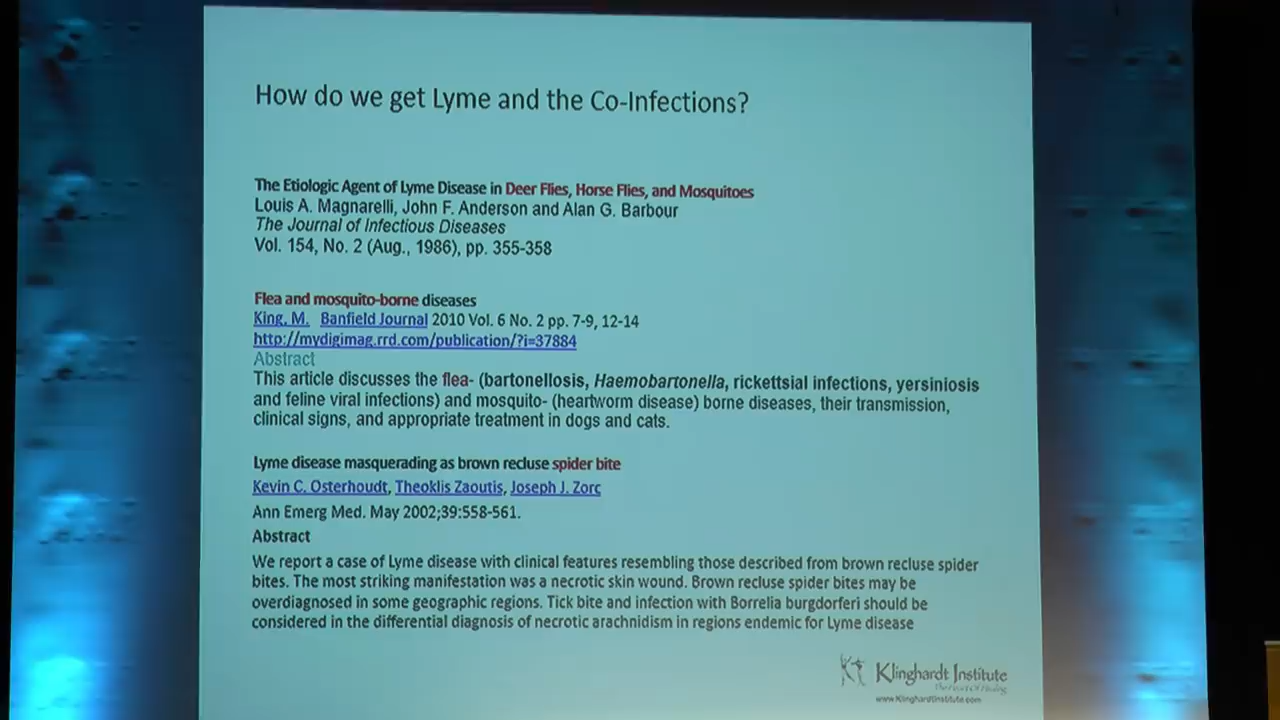 How do we get Lyme and the Co-Infections?
The Etiologic Agent of Lyme Disease in Deer Flies, Horse Flies, and Mosquitoes
Louis A. Magnarelli, John F. Anderson and Alan G. Barbour
The Journal of Infectious Diseases
Vol. 154, No. 2 (Aug., 1986), pp. 355-358
Flea and mosquito-borne diseases
King, M. Banfield Journal 2010 Vol. 6 No. 2 pp. 7-9, 12-14
http://mydigimag.rrd.com/publication/?i=37884
Abstract
This article discusses the flea- (bartonellosis, Haemobartonella, rickettsial infections, yersiniosis
and feline viral infections) and mosquito- (heartworm disease) borne diseases, their transmission,
clinical signs, and appropriate treatment in dogs and cats.
Lyme disease masquerading as brown recluse spider bite
Kevin C. Osterhoudt, Theoklis Zaoutis, Joseph J. Zorc
Ann Emerg Med. May 2002;39:558-561.
Abstract
We report a case of Lyme disease with clinical features resembling those described from brown recluse spider
bites. The most striking manifestation was a necrotic skin wound. Brown recluse spider bites may be
overdiagnosed in some geographic regions. Tick bite and infection with Borrelia burgdorferi should be
considered in the differential diagnosis of necrotic arachnidism in regions endemic for Lyme disease
Klinghardt Institute
www.KlinghardtInstitute.com